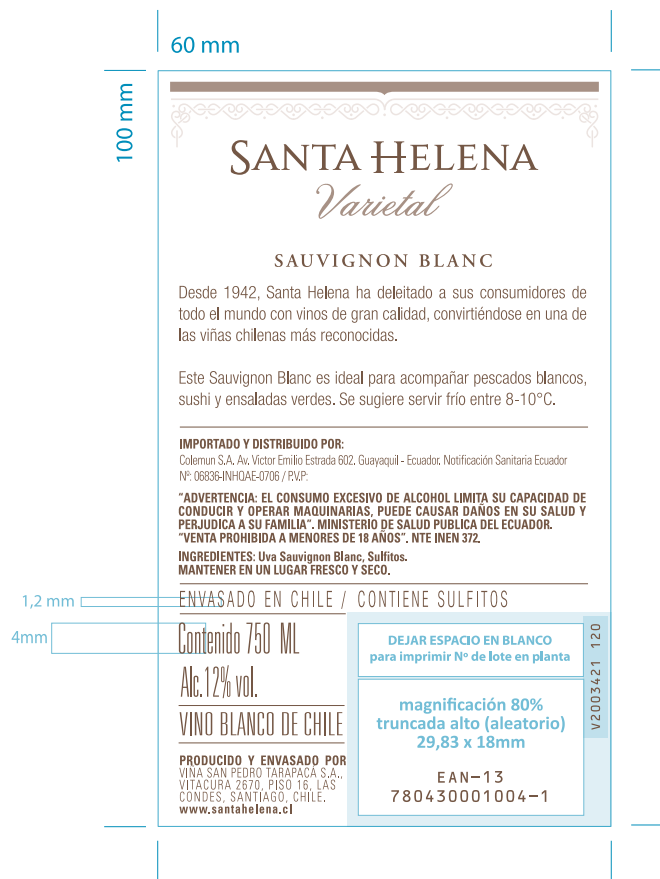 60 mm
100 mm
SANTA HELENA
Varietal
SAUVIGNON BLANC
Desde 1942, Santa Helena ha deleitado a sus consumidores de
todo el mundo con vinos de gran calidad, convirtiéndose en una de
las viñas chilenas más reconocidas.
Este Sauvignon Blanc es ideal para acompañar pescados blancos,
sushi y ensaladas verdes. Se sugiere servir frío entre 8-10°C.
IMPORTADO Y DISTRIBUIDO POR:
Colemun S.A. Av. Victor Emilio Estrada 602. Guayaquil - Ecuador. Notificación Sanitaria Ecuador
Nº: 06836-INHQAE-0706 / P.V.P:
"ADVERTENCIA: EL CONSUMO EXCESIVO DE ALCOHOL LIMITA SU CAPACIDAD DE
CONDUCIR Y OPERAR MAQUINARIAS, PUEDE CAUSAR DAÑOS EN SU SALUD Y
PERJUDICA A SU FAMILIA". MINISTERIO DE SALUD PUBLICA DEL ECUADOR.
"VENTA PROHIBIDA A MENORES DE 18 AÑOS". NTE INEN 372.
INGREDIENTES: Uva Sauvignon Blanc, Sulfitos.
MANTENER EN UN LUGAR FRESCO Y SECO.
1,2 mm
ENVASADO EN CHILE / CONTIENE SULFITOS
4mm
Contenido 750 ML
Alc.12% vol.
VINO BLANCO DE CHILE
PRODUCIDO Y ENVASADO POR
VIÑA SAN PEDRO TARAPACÁ S.A.,
VITACURA 2670, PISO 16, LAS
CONDES, SANTIAGO, CHILE.
www.santahelena.cl
DEJAR ESPACIO EN BLANCO
para imprimir Nº de lote en planta
V2003421 120
magnificación 80%
truncada alto (aleatorio)
29,83 x 18mm
EAN-13
780430001004-1